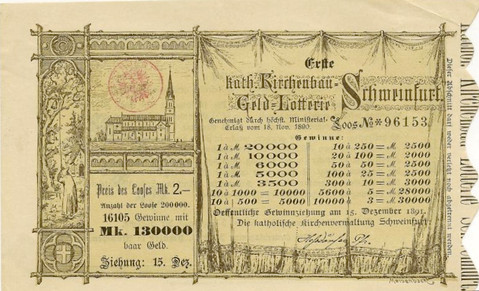 Erste
kath. Kirchenbau-
Geld-Lotterie
Schweinfurt.
Genehmigt durch höchst. Ministerial-
Erlaß vom 18. Nov. 1890.
Loos No * 96153.
Gewinne:
1 à M 20000 10 à 250 = M. 2500
1 à M 10000 20 à 100 = M. 2000
1 à M 6000 50 à 50 = M. 2500
1 à M 5000 100 à 25 = M. 2500
1 à M 3500 300 à 10 = M. 3000
10 à 1000 = 10000 5600 à 5 = M. 28000
10 à 500 = 5000 10000 à 3 = M. 30000
Oeffentliche Gewinnziehung am 15. Dezember 1891.
Die katholische Kirchenverwaltung Schweinfurt:
Preis des Looses Mk. 2.—
Anzahl der Loose 200.000.
16105 Gewinne mit
Mk. 130000
baar Geld.
Ziehung: 15. Dez.